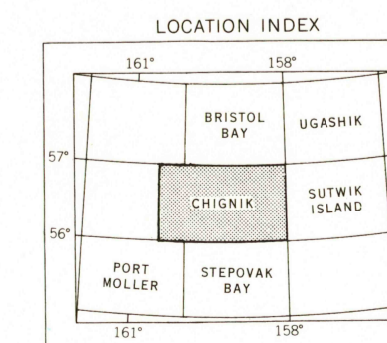 LOCATION INDEX
161° 158°
BRISTOL
BAY
UGASHIK
57°
CHIGNIK
SUTWIK
ISLAND
56°
PORT
MOLLER
STEPOVAK
BAY
161° 158°